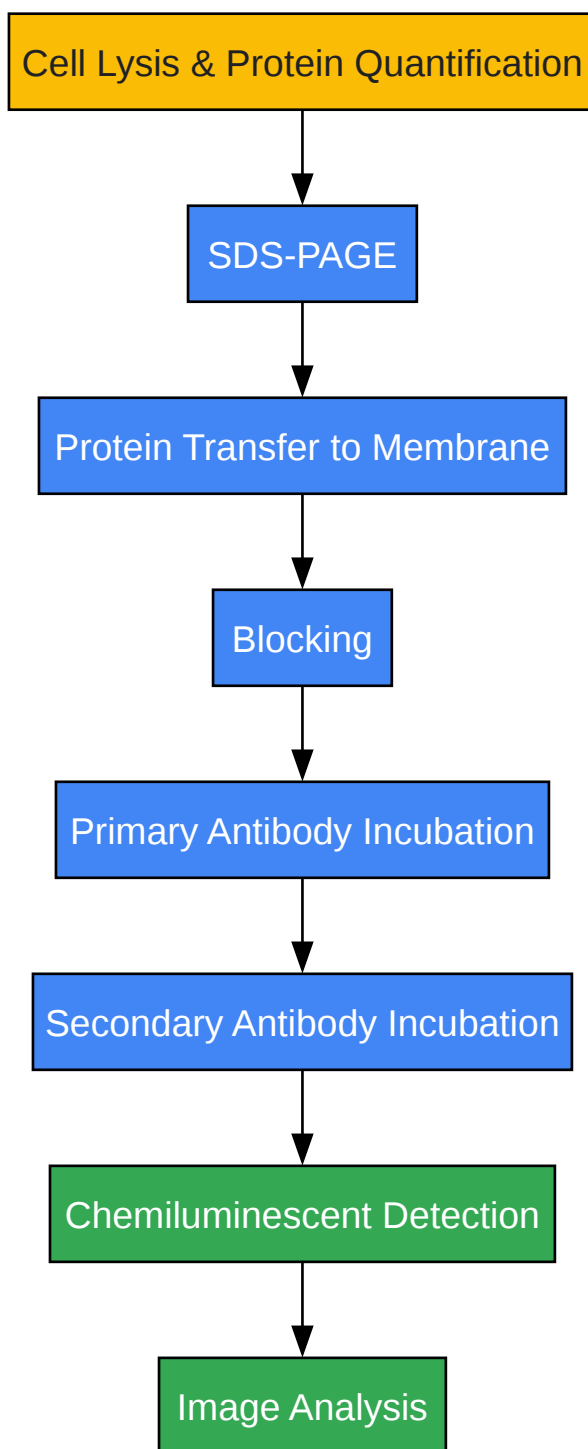 Cell Lysis & Protein Quantification
SDS-PAGE
Protein Transfer to Membrane
Blocking
Primary Antibody Incubation
Secondary Antibody Incubation
Chemiluminescent Detection
Image Analysis